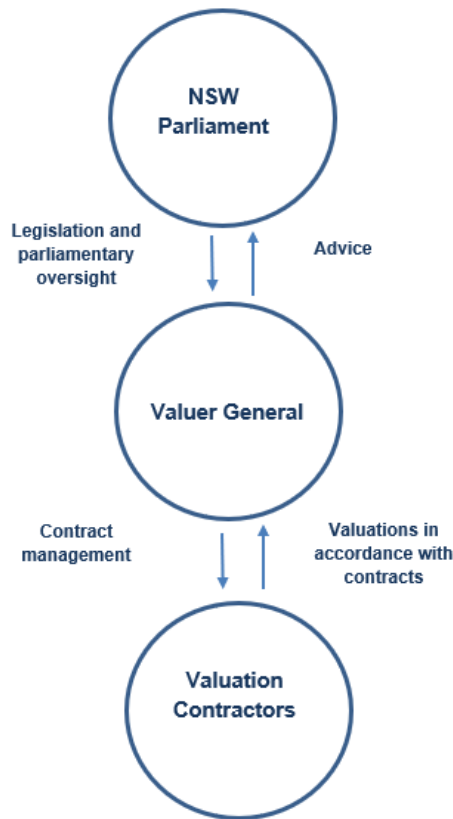 NSW
Parliament
Legislation and
parliamentary
oversight
Advice
Valuer General
Contract
management
Valuations in
accordance with
contracts
Valuation
Contractors